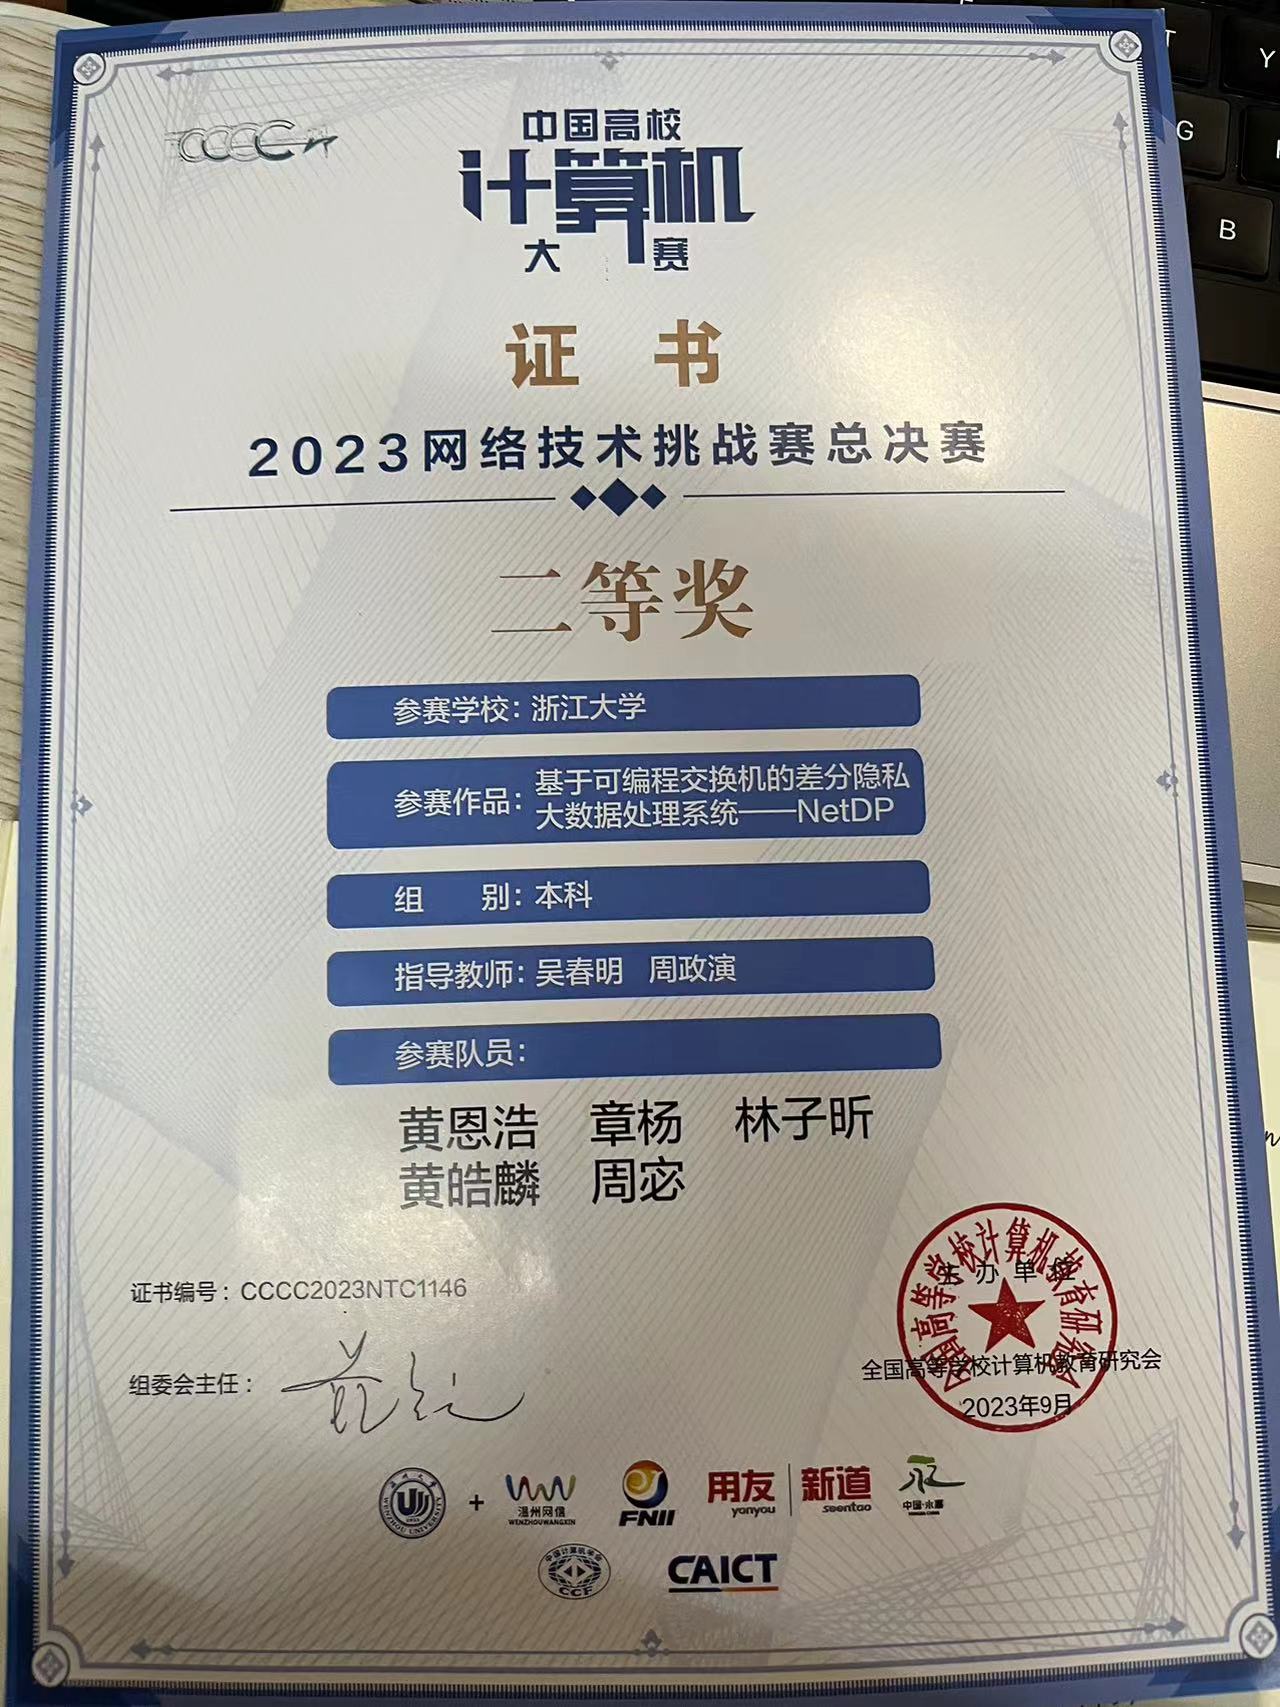 CCCC
中国高校
计算机
大赛
证书
2023网络技术挑战赛总决赛
二等奖
参赛学校：浙江大学
参赛作品：基于可编程交换机的差分隐私
大数据处理系统——NetDP
组 别：本科
指导教师：吴春明 周政演
参赛队员：
黄恩浩 章杨 林子昕
黄皓麟 周宓
证书编号：CCCC2023NTC1146
组委会主任：
主办单位
全国高等学校计算机教育研究会
全国高等学校计算机教育研究会
2023年9月
温州大学
WENZHOU UNIVERSITY
+
温州网信
WENZHOUWANGXIN
FNII
用友
yonyou
新道
seentao
中国·永嘉
中国计算机学会
CCF
CAICT
T
Y
G
B